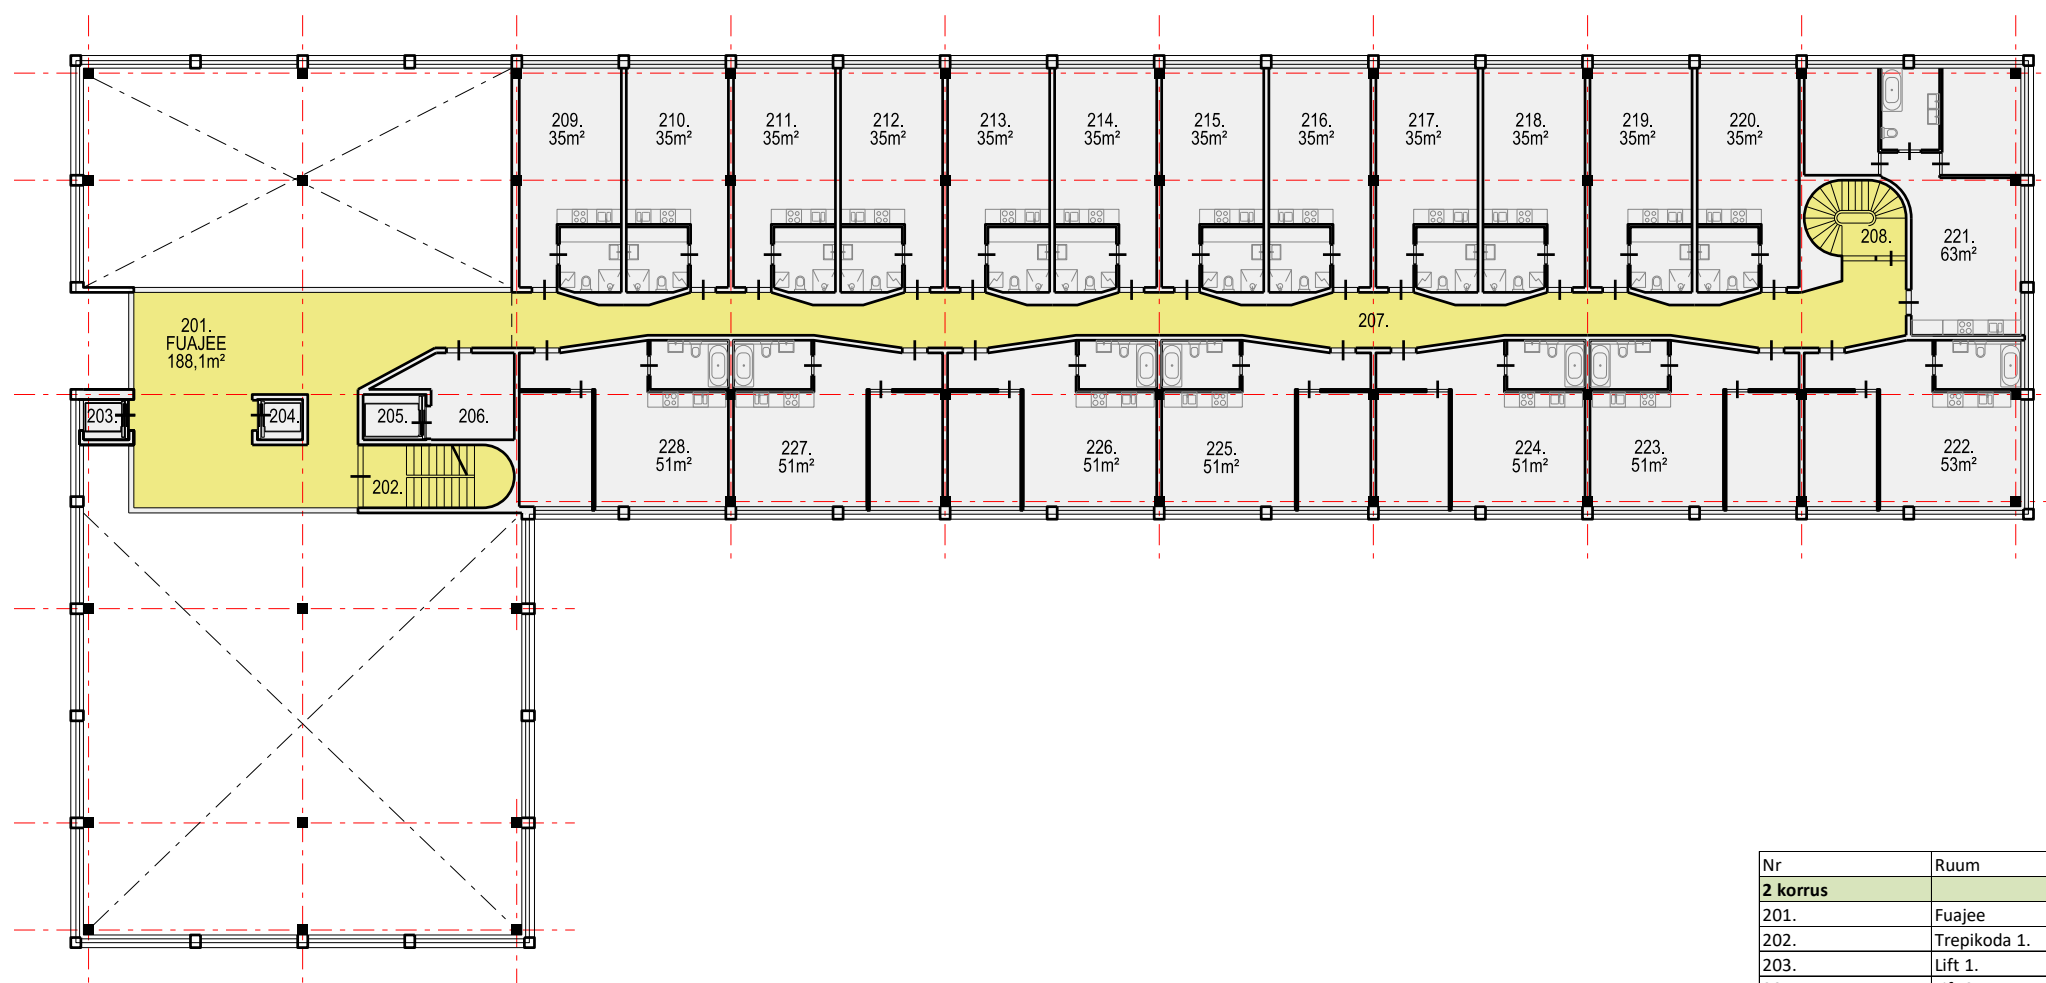 209.
35m²
210.
35m²
211.
35m²
212.
35m²
213.
35m²
214.
35m²
215.
35m²
216.
35m²
217.
35m²
218.
35m²
219.
35m²
220.
35m²
208.
221.
63m²
201.
FUAJEE
188,1m²
207.
203.
204.
205.
206.
202.
228.
51m²
227.
51m²
226.
51m²
225.
51m²
224.
51m²
223.
51m²
222.
53m²
Nr Ruum
2 korrus
201. Fuajee
202. Trepikoda 1.
203. Lift 1.